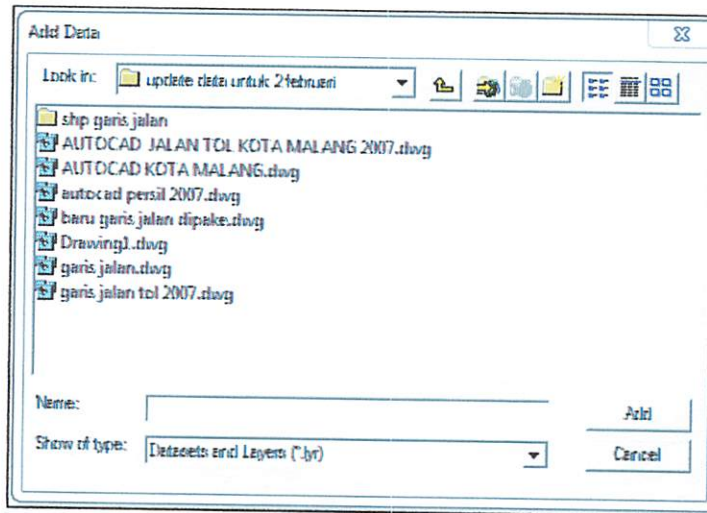 Add Data
Look in: update data untuk 2februari
shp garis jalan
AUTOCAD JALAN TOL KOTA MALANG 2007.dwg
AUTOCAD KOTA MALANG.dwg
autocad persil 2007.dwg
baru garis jalan dipake.dwg
Drawing1.dwg
garis jalan.dwg
garis jalan tol 2007.dwg
Name:
Add
Show of type: Datasets and Layers (*.lyr)
Cancel